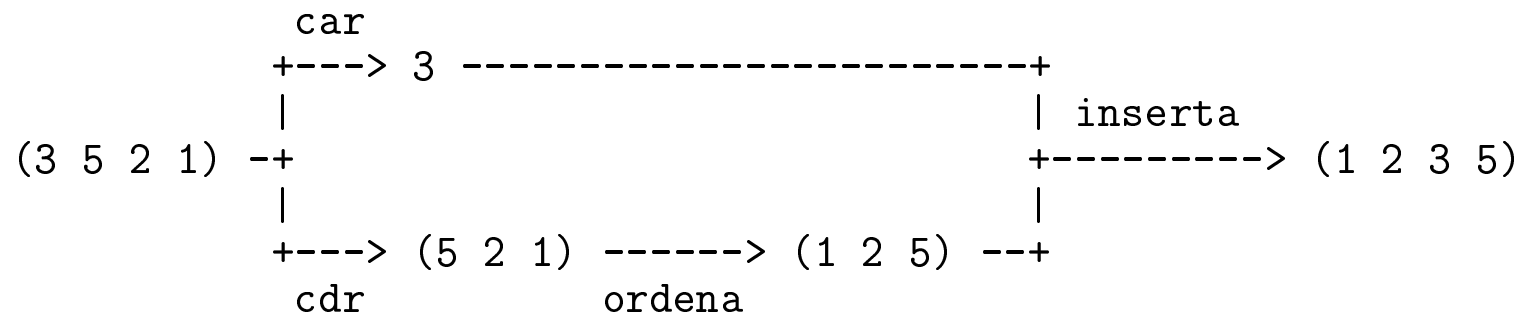 car
+---> 3 ------------------------+
| | inserta
(3 5 2 1) -+ +---------> (1 2 3 5)
| |
+---> (5 2 1) ------> (1 2 5) --+
cdr ordena